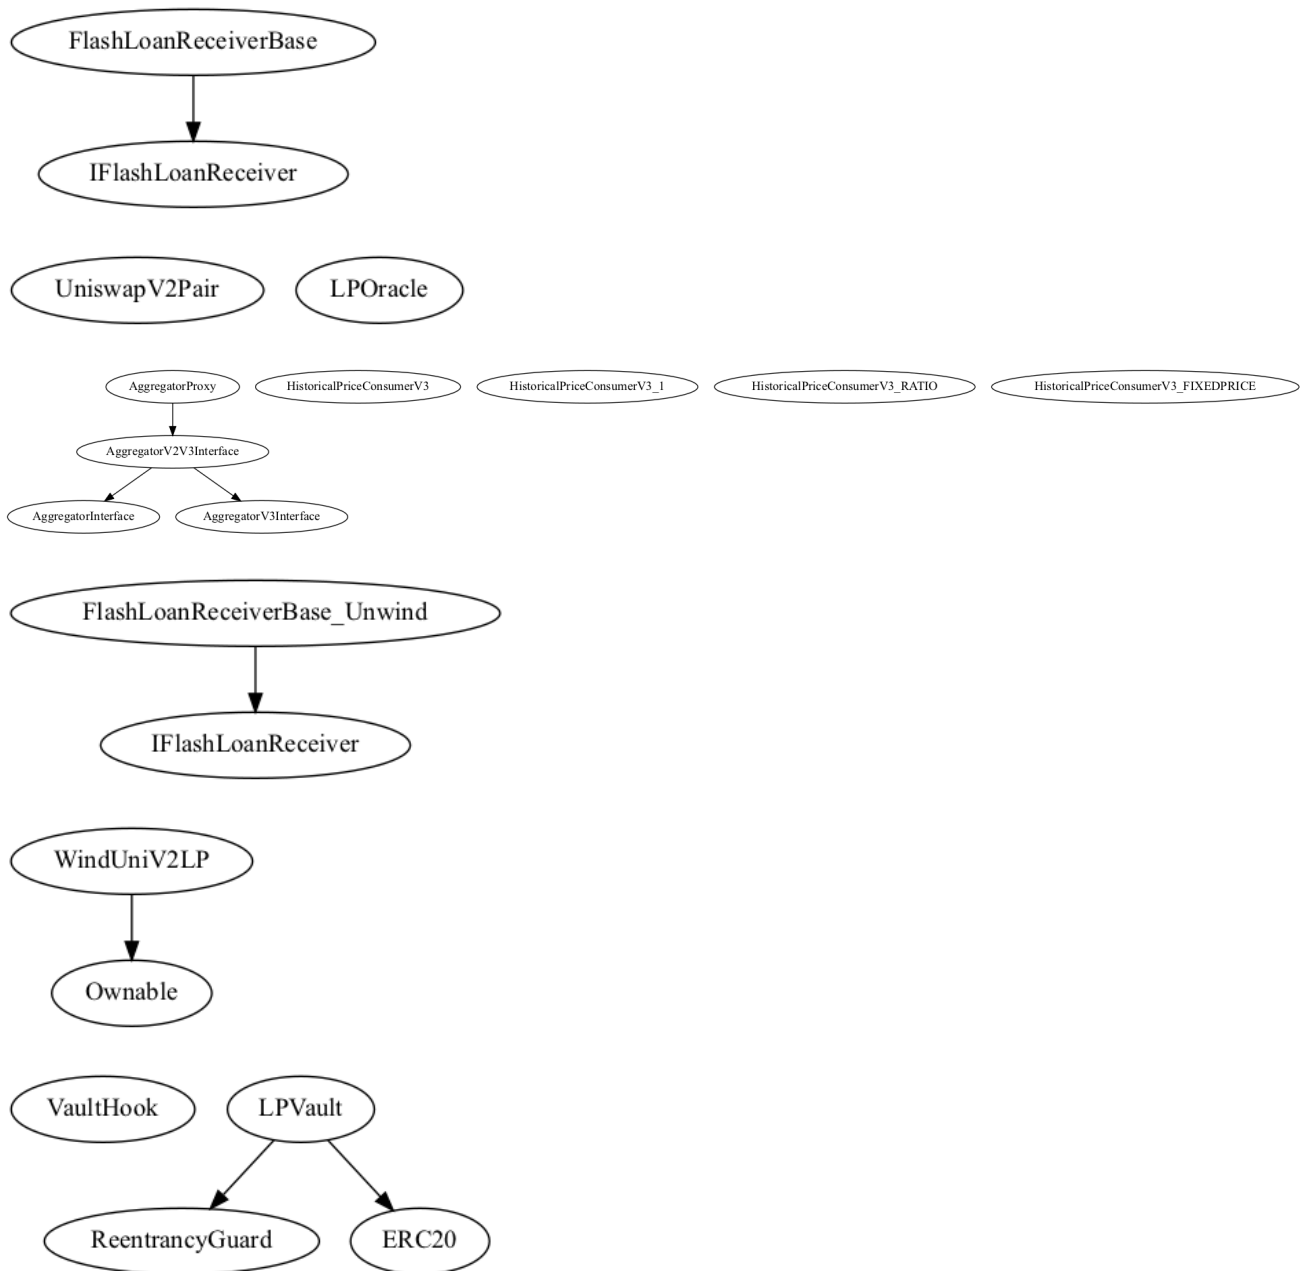 FlashLoanReceiverBase
IFlashLoanReceiver
UniswapV2Pair
LPOracle
AggregatorProxy
HistoricalPriceConsumerV3
HistoricalPriceConsumerV3_1
HistoricalPriceConsumerV3_RATIO
HistoricalPriceConsumerV3_FIXEDPRICE
AggregatorV2V3Interface
AggregatorInterface
AggregatorV3Interface
FlashLoanReceiverBase_Unwind
IFlashLoanReceiver
WindUniV2LP
Ownable
VaultHook
LPVault
ReentrancyGuard
ERC20